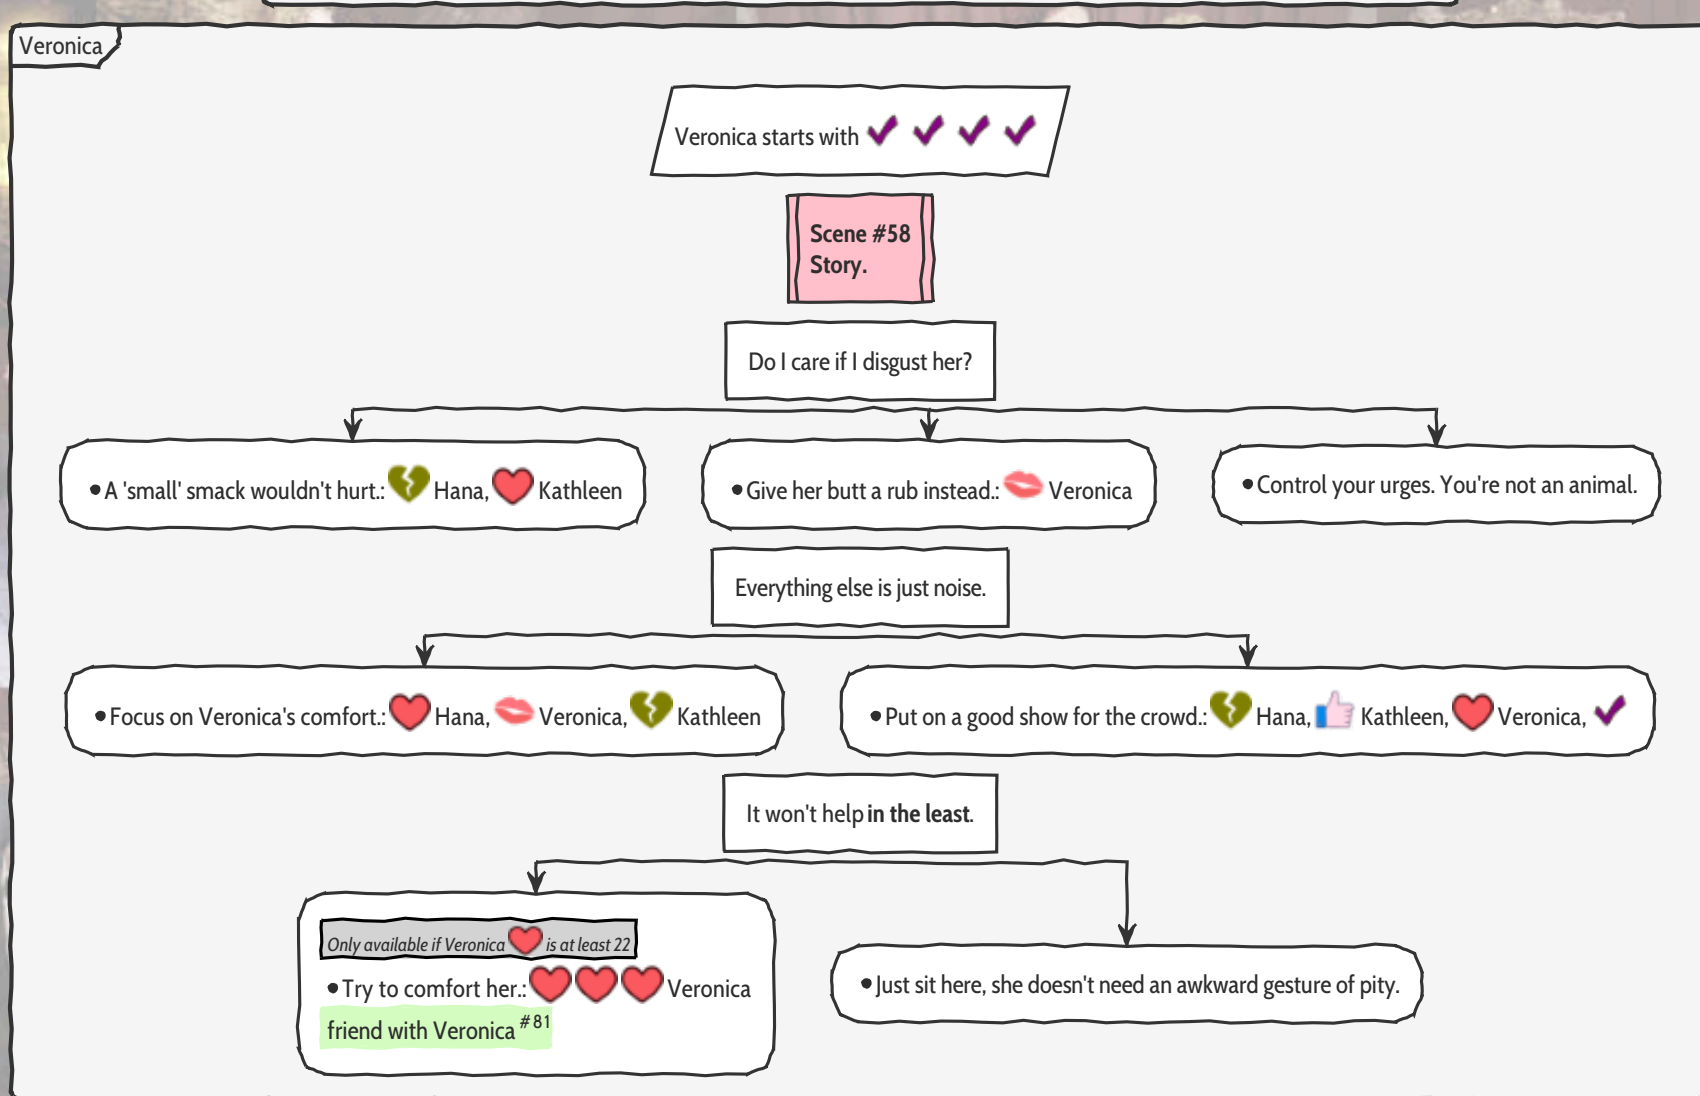 Veronica
Veronica starts with
Scene #58
Story.
Do I care if I disgust her?
•A 'small' smack wouldn't hurt.: Hana, Kathleen
•Give her butt a rub instead.: Veronica
•Control your urges. You're not an animal.
Everything else is just noise.
•Focus on Veronica's comfort.: Hana, Veronica, Kathleen
•Put on a good show for the crowd.: Hana, Kathleen, Veronica,
It won't help in the least.
Only available if Veronica is at least 22
•Try to comfort her.: Veronica
friend with Veronica #81
•Just sit here, she doesn't need an awkward gesture of pity.